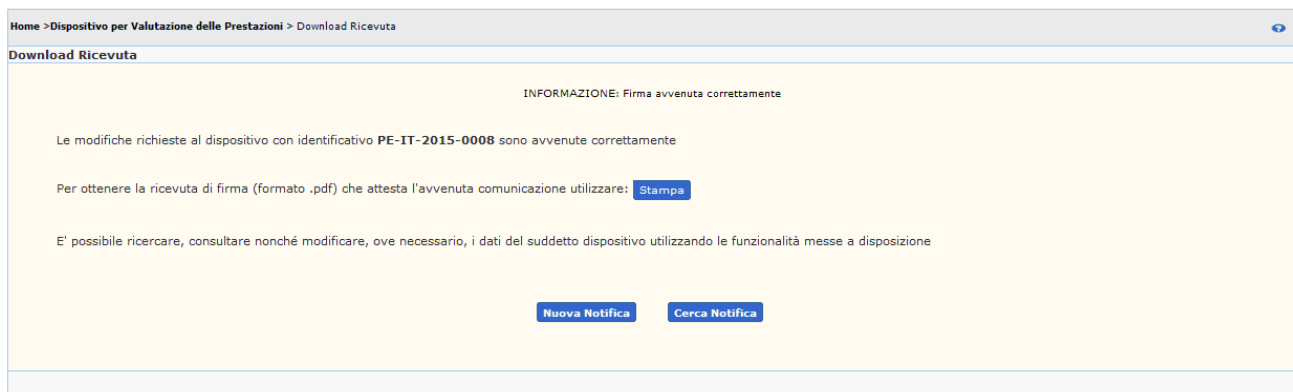 Home >Dispositivo per Valutazione delle Prestazioni > Download Ricevuta
Download Ricevuta
INFORMAZIONE: Firma avvenuta correttamente
Le modifiche richieste al dispositivo con identificativo PE-IT-2015-0008 sono avvenute correttamente
Per ottenere la ricevuta di firma (formato .pdf) che attesta l'avvenuta comunicazione utilizzare: Stampa
E' possibile ricercare, consultare nonché modificare, ove necessario, i dati del suddetto dispositivo utilizzando le funzionalità messe a disposizione
Nuova Notifica Cerca Notifica